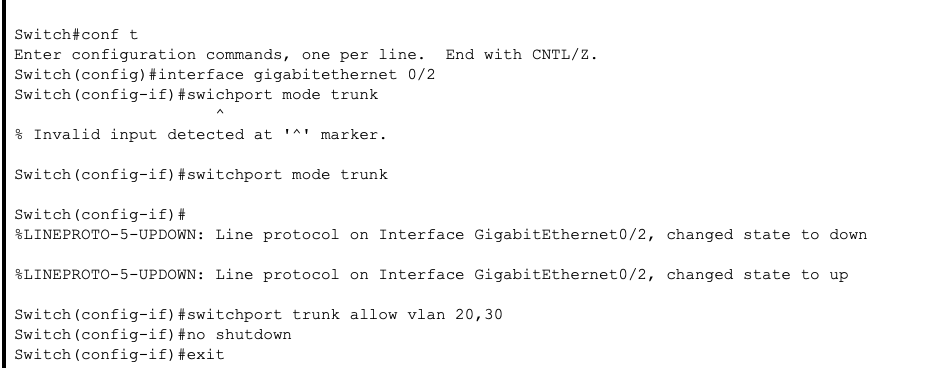 Switch#conf t
Enter configuration commands, one per line.  End with CNTL/Z.
Switch(config)#interface gigabitethernet 0/2
Switch(config-if)#swichport mode trunk
                     ^
% Invalid input detected at '^' marker.
Switch(config-if)#switchport mode trunk
Switch(config-if)#
%LINEPROTO-5-UPDOWN: Line protocol on Interface GigabitEthernet0/2, changed state to down
%LINEPROTO-5-UPDOWN: Line protocol on Interface GigabitEthernet0/2, changed state to up
Switch(config-if)#switchport trunk allow vlan 20,30
Switch(config-if)#no shutdown
Switch(config-if)#exit